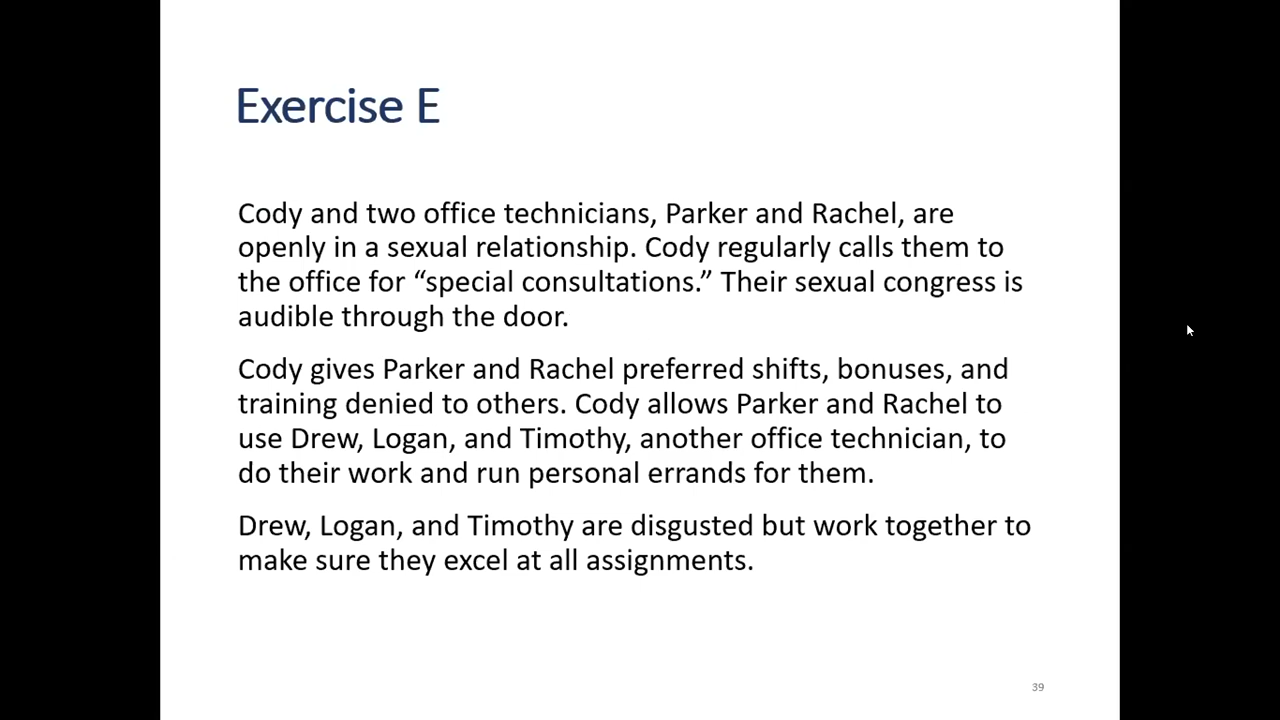 Exercise E
Cody and two office technicians, Parker and Rachel, are
openly in a sexual relationship. Cody regularly calls them to
the office for “special consultations.” Their sexual congress is
audible through the door.
Cody gives Parker and Rachel preferred shifts, bonuses, and
training denied to others. Cody allows Parker and Rachel to
use Drew, Logan, and Timothy, another office technician, to
do their work and run personal errands for them.
Drew, Logan, and Timothy are disgusted but work together to
make sure they excel at all assignments.
39